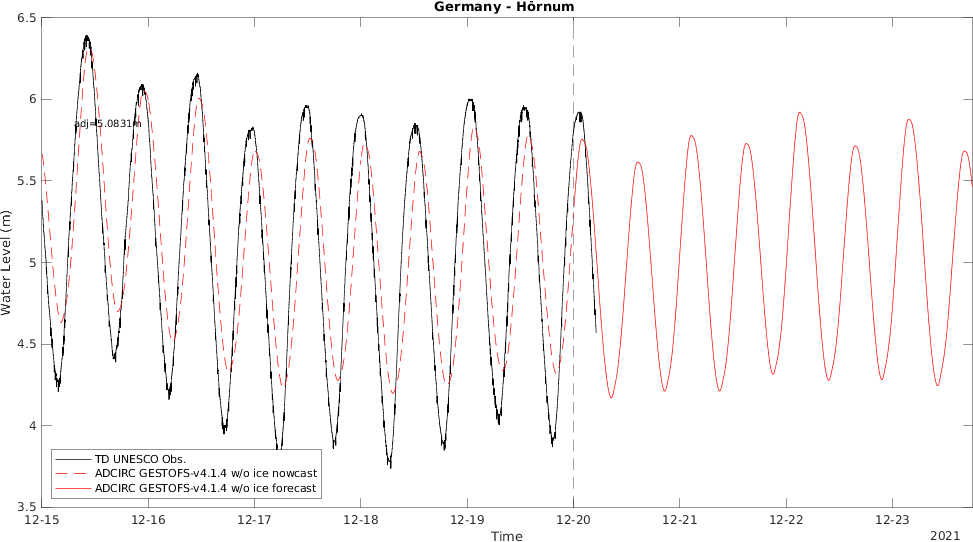 Germany - Hörnum
6.5
6
5.5
5
4.5
4
3.5
Water Level (m)
adj=5.0831m
TD UNESCO Obs.
ADCIRC GESTOFS-v4.1.4 w/o ice nowcast
ADCIRC GESTOFS-v4.1.4 w/o ice forecast
12-15 12-16 12-17 12-18 12-19 12-20 12-21 12-22 12-23
Time
2021